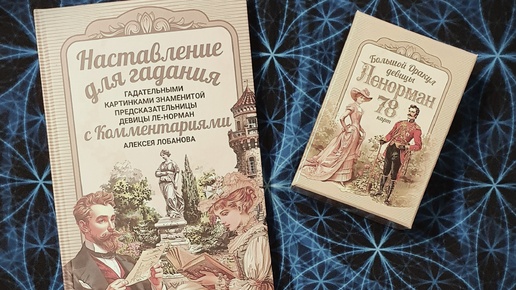 Наставление
для гадания
ГАДАТЕЛЬНЫМИ
КАРТИНКАМИ ЗНАМЕНИТОЙ
ПРЕДСКАЗАТЕЛЬНИЦЫ
ДЕВИЦЫ ЛЕ-НОРМАН
с Комментариями
АЛЕКСЕЯ ЛОБАНОВА
Большой Оракул
девицы
Ленорман
78
карт